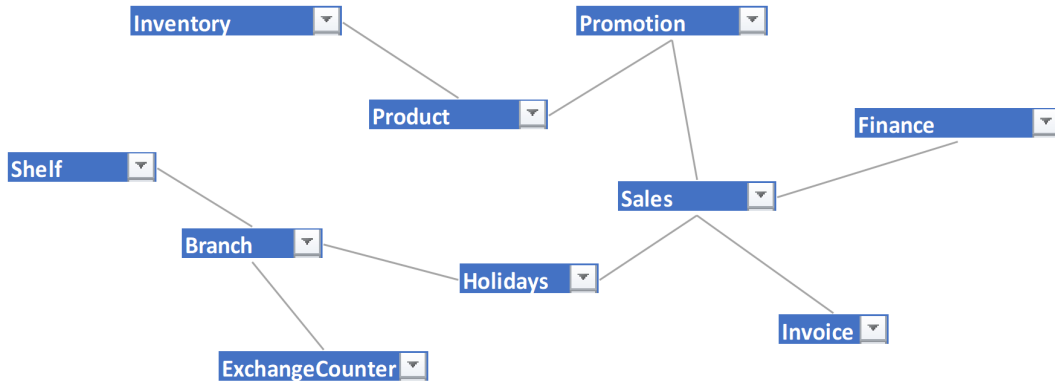 Inventory
Promotion
Product
Finance
Shelf
Sales
Branch
Holidays
Invoice
ExchangeCounter